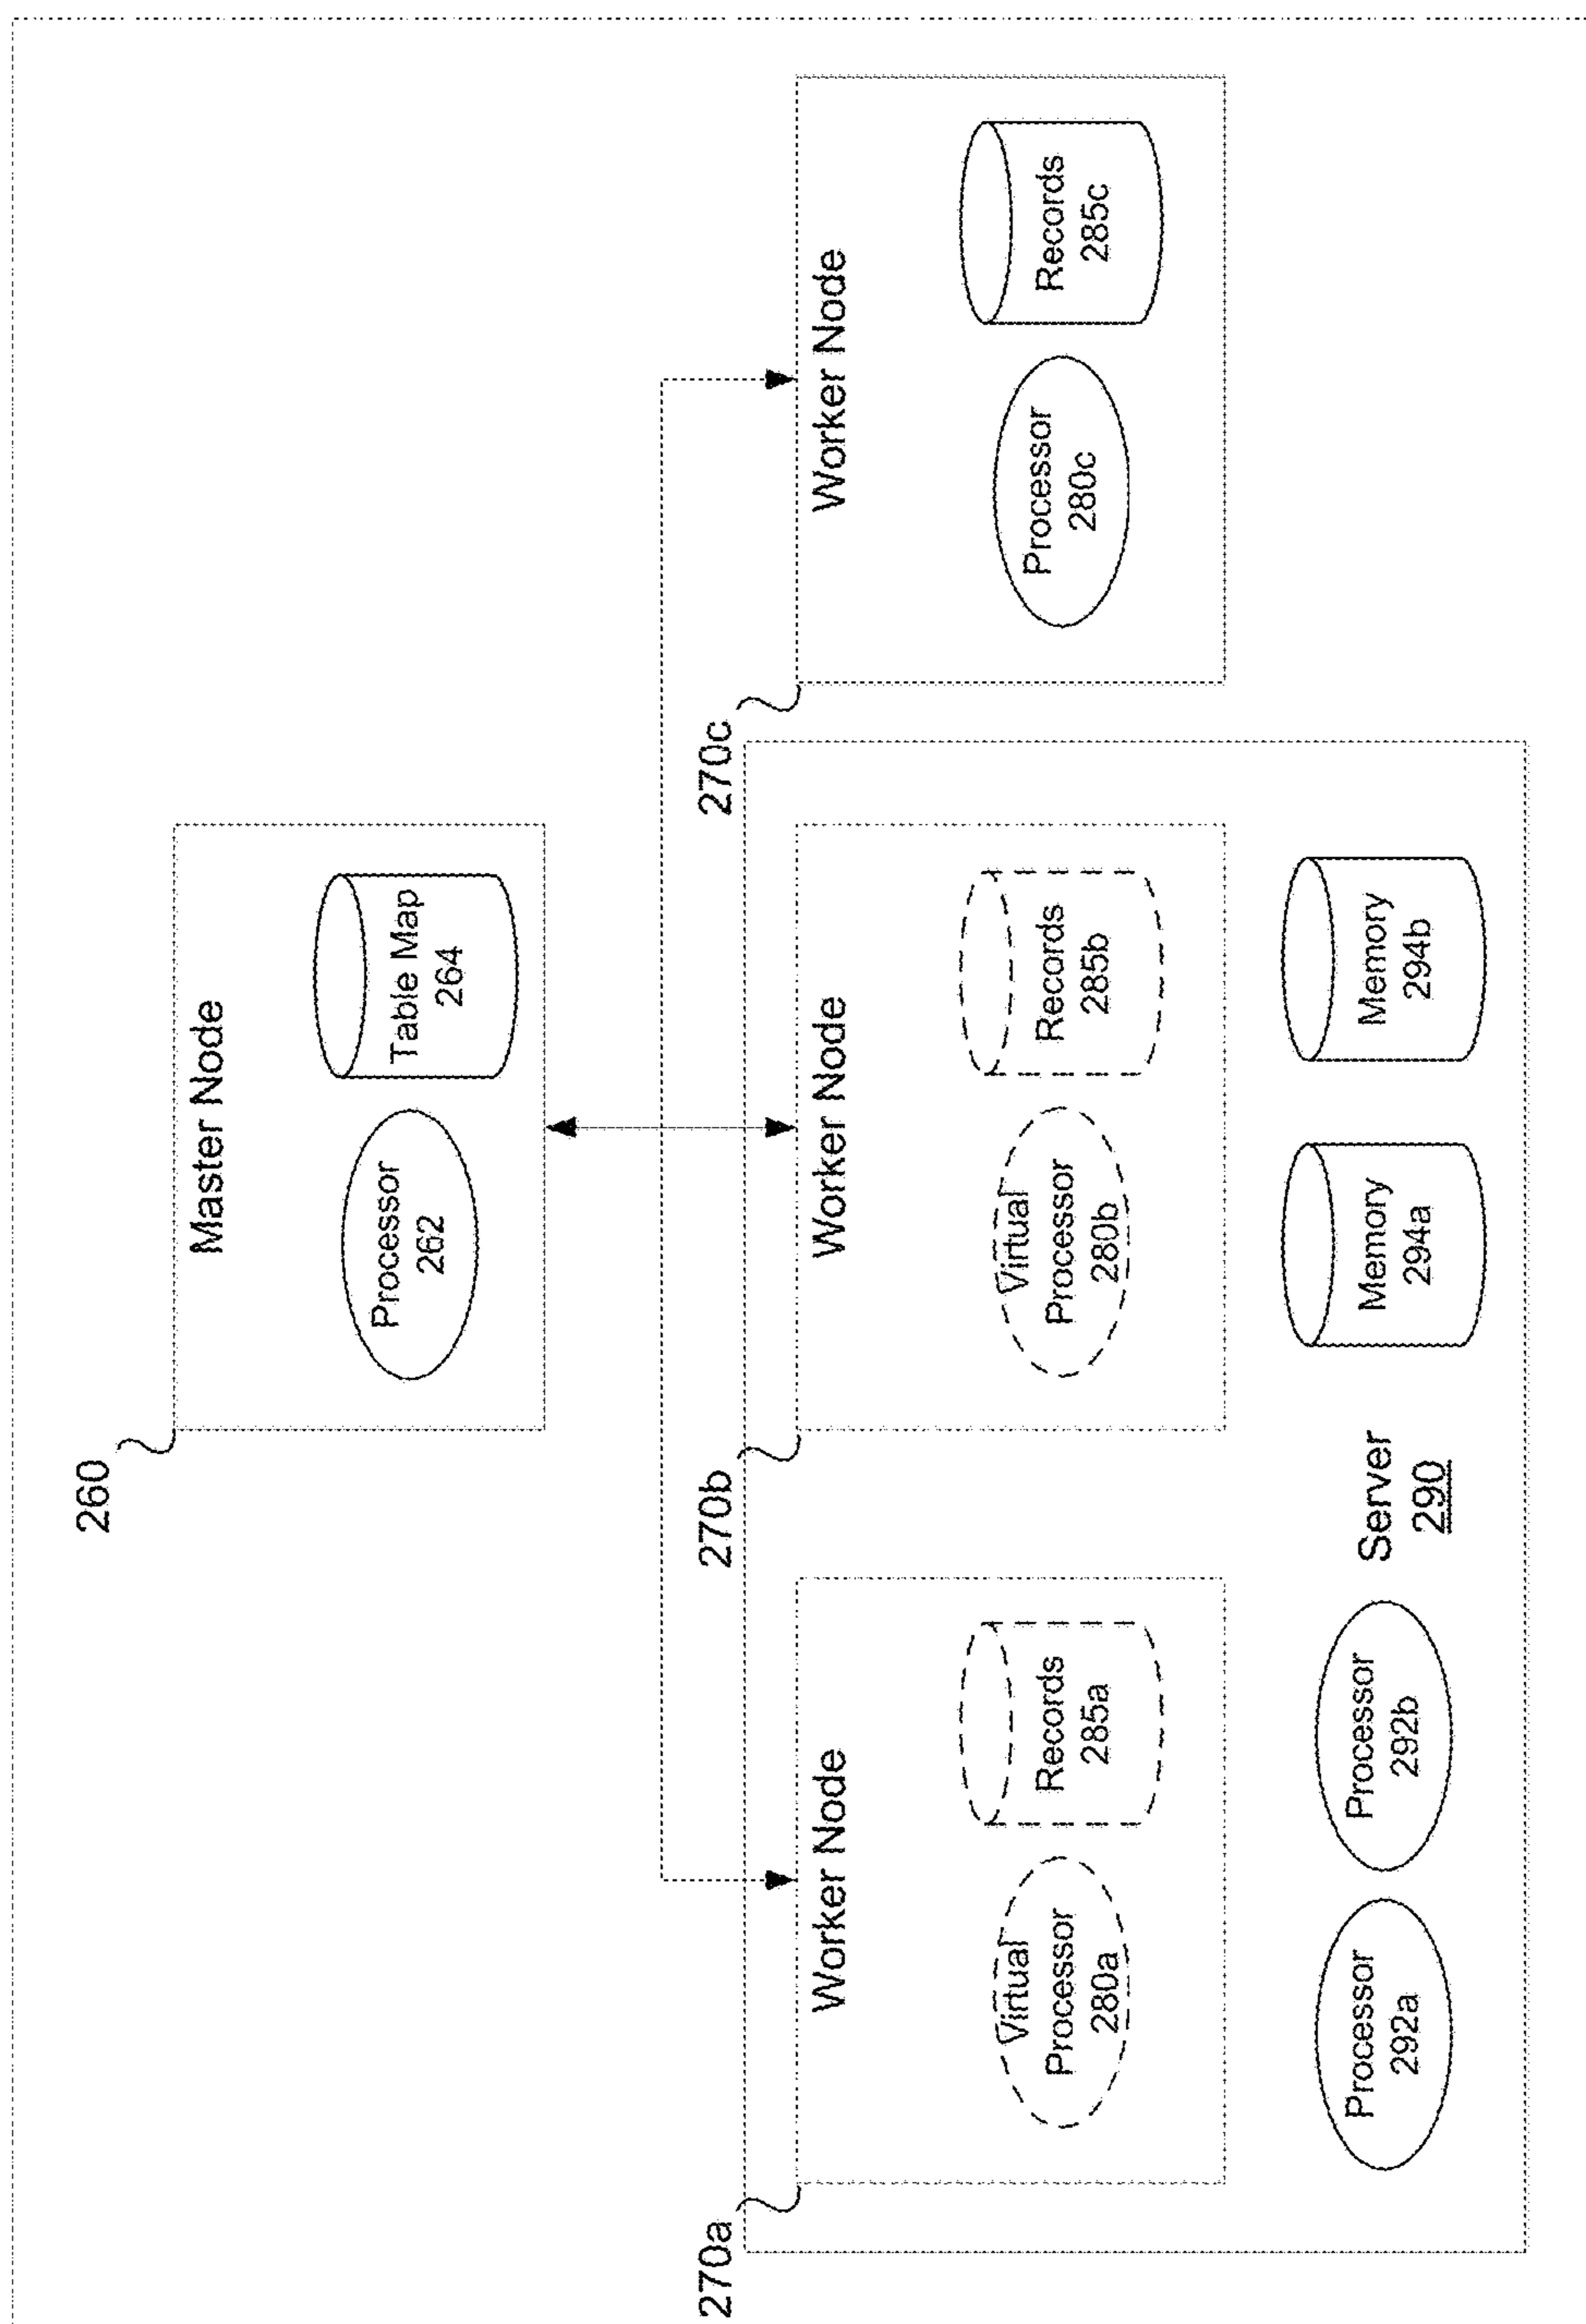 260
Master Node
Processor
262
Table Map
264
270a
Worker Node
Virtual
Processor
280a
Records
285a
270b
Worker Node
Virtual
Processor
280b
Records
285b
270c
Worker Node
Processor
280c
Records
285c
Processor
292a
Processor
292b
Server
290
Memory
294a
Memory
294b